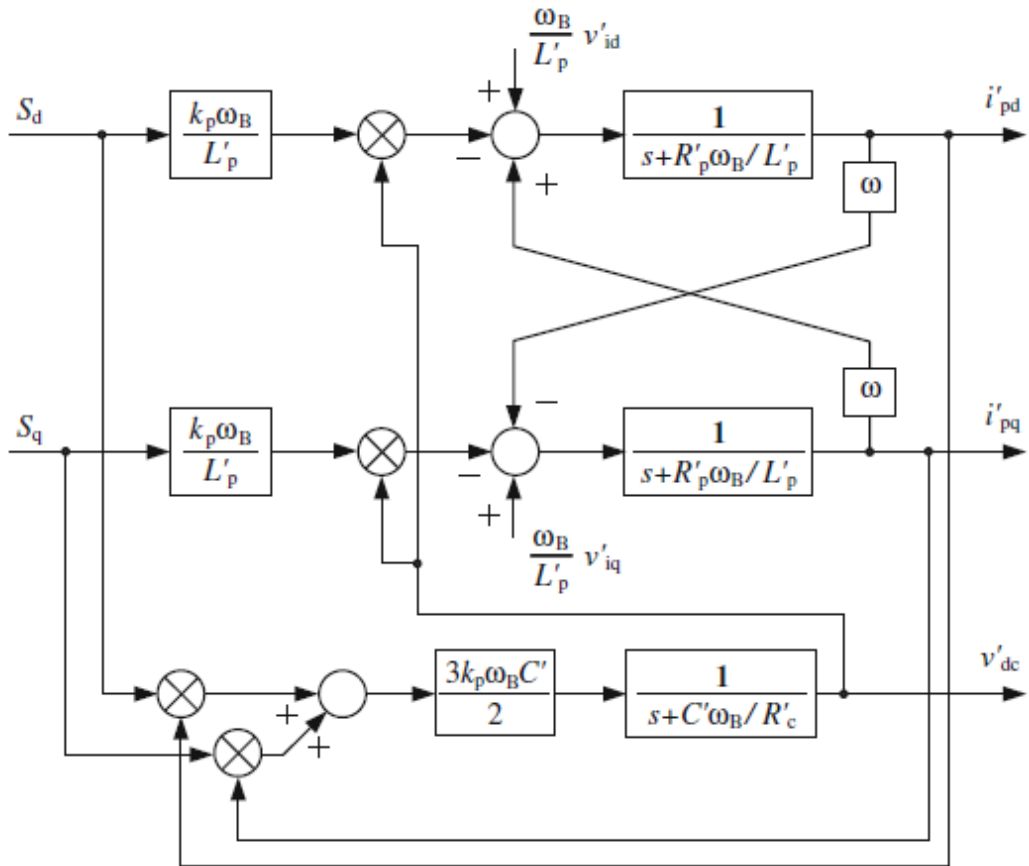 ω_B/L'_p v'_id
S_d
k_pω_B/L'_p
+
−
+
1/(s+R'_pω_B/L'_p)
i'_pd
ω
ω
S_q
k_pω_B/L'_p
−
−
+
1/(s+R'_pω_B/L'_p)
i'_pq
ω_B/L'_p v'_iq
+
+
3k_pω_BC'/2
1/(s+C'ω_B/R'_c)
v'_dc